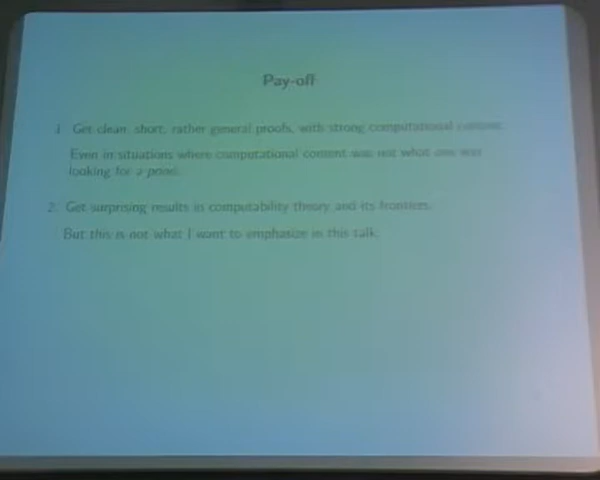 Pay-off
1. Get clean, short, rather general proofs, with strong computational content.
Even in situations where computational content was not what one was
looking for a priori.
2. Get surprising results in computability theory and its frontiers.
But this is not what I want to emphasize in this talk.